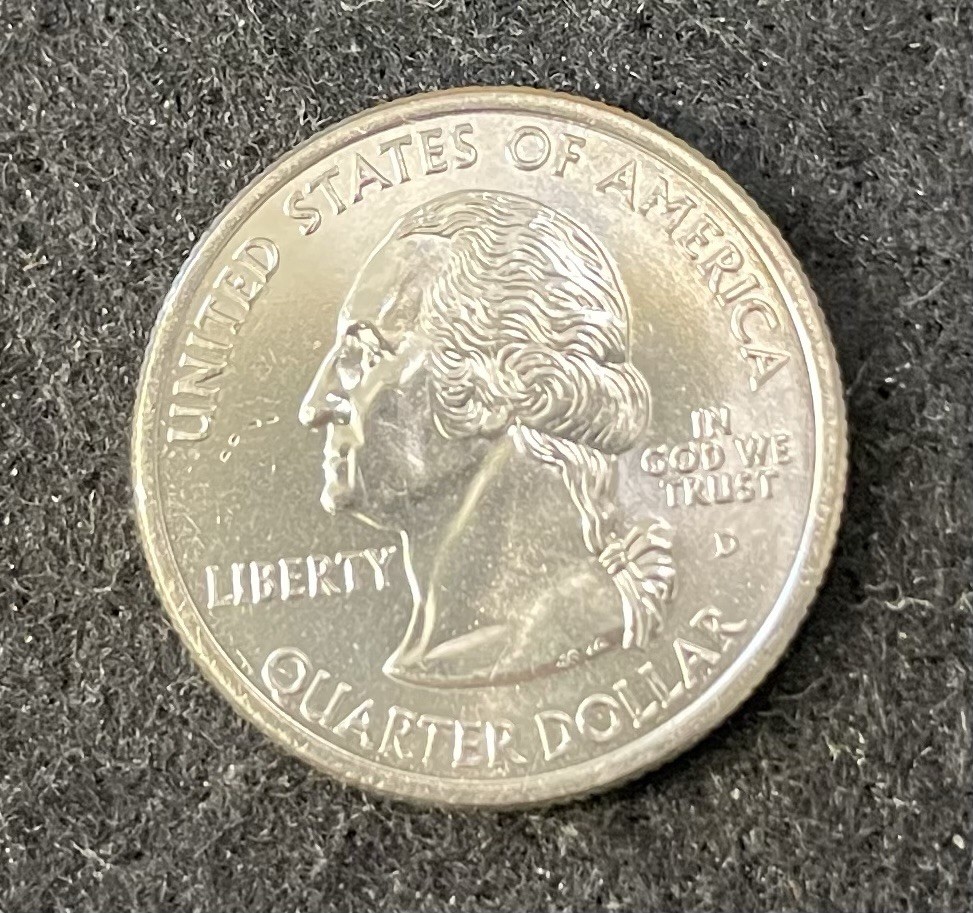 UNITED STATES OF AMERICA
IN
GOD WE
TRUST
D
LIBERTY
QUARTER DOLLAR